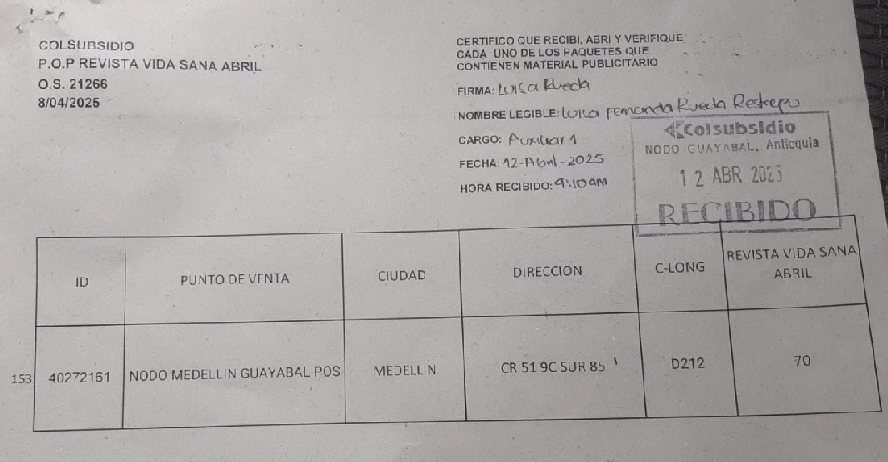 COLSUBSIDIO
P.O.P REVISTA VIDA SANA ABRIL
O.S. 21266
8/04/2025
CERTIFICO QUE RECIBI, ABRI Y VERIFIQUE
CADA UNO DE LOS PAQUETES QUE
CONTIENEN MATERIAL PUBLICITARIO
FIRMA: Luisa Rueda
NOMBRE LEGIBLE: Luisa Fernanda Rueda Restrepo
CARGO: Auxiliar 1
FECHA: 12-Abril-2025
HORA RECIBIDO: 9:10 AM
Colsubsidio
NODO GUAYABAL, Antioquia
12 ABR 2025
RECIBIDO
ID PUNTO DE VENTA CIUDAD DIRECCION C-LONG REVISTA VIDA SANA
ABRIL
153 40272161 NODO MEDELLIN GUAYABAL POS MEDELLIN CR 51 9C SUR 85 D212 70